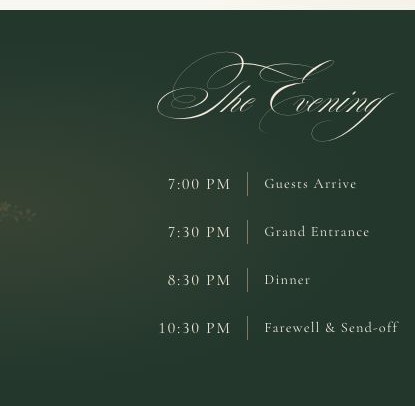 The Evening
7:00 PM Guests Arrive
7:30 PM Grand Entrance
8:30 PM Dinner
10:30 PM Farewell & Send-off